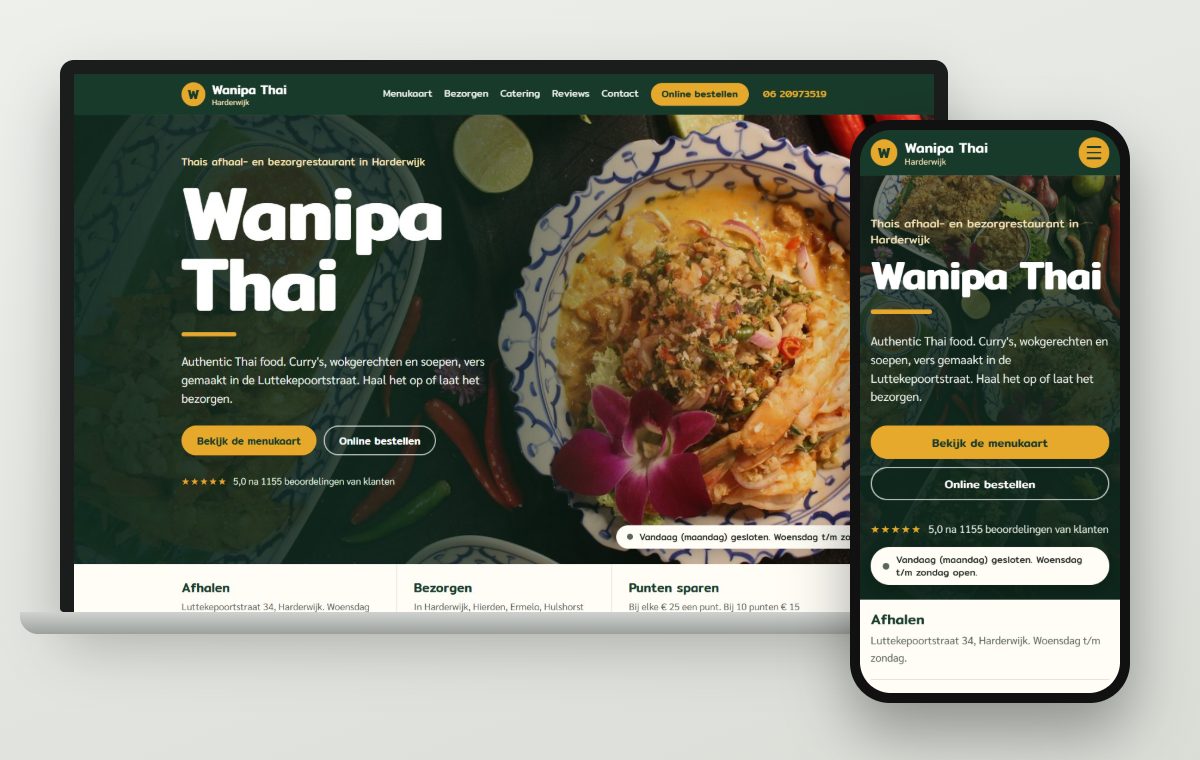 W
Wanipa Thai
Harderwijk
Menukaart Bezorgen Catering Reviews Contact Online bestellen 06 20973519
Thais afhaal- en bezorgrestaurant in Harderwijk
Wanipa
Thai
Authentic Thai food. Curry's, wokgerechten en soepen, vers
gemaakt in de Luttekepoortstraat. Haal het op of laat het
bezorgen.
Bekijk de menukaart Online bestellen
★★★★★ 5,0 na 1155 beoordelingen van klanten
Vandaag (maandag) gesloten. Woensdag t/m
Afhalen
Luttekepoortstraat 34, Harderwijk. Woensdag
Bezorgen
In Harderwijk, Hierden, Ermelo, Hulshorst
Punten sparen
Bij elke € 25 een punt. Bij 10 punten € 15
W
Wanipa Thai
Harderwijk
Thais afhaal- en bezorgrestaurant in
Harderwijk
Wanipa Thai
Authentic Thai food. Curry's, wokgerechten en
soepen, vers gemaakt in de
Luttekepoortstraat. Haal het op of laat het
bezorgen.
Bekijk de menukaart
Online bestellen
★★★★★ 5,0 na 1155 beoordelingen van klanten
Vandaag (maandag) gesloten. Woensdag
t/m zondag open.
Afhalen
Luttekepoortstraat 34, Harderwijk. Woensdag t/m
zondag.